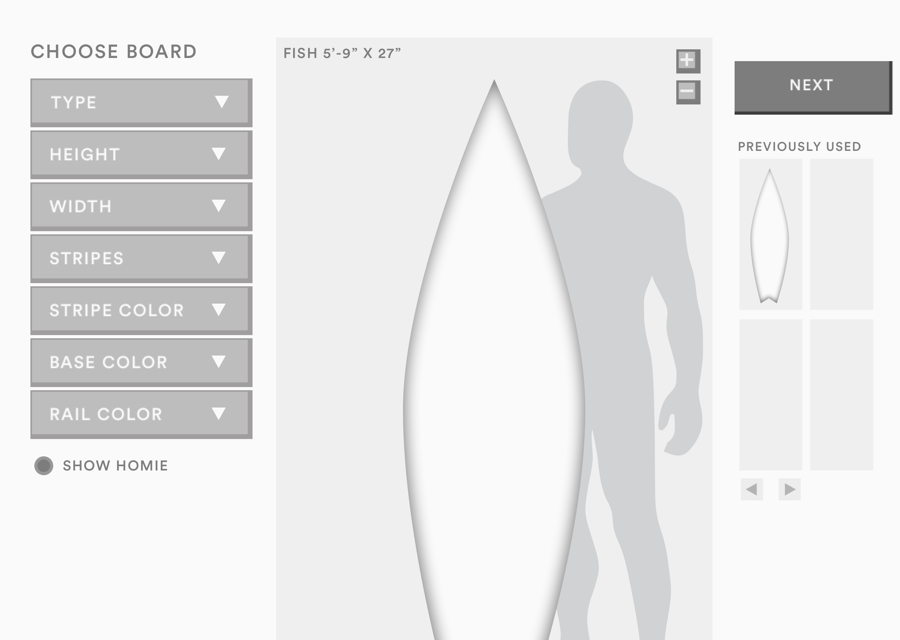 CHOOSE BOARD
TYPE
HEIGHT
WIDTH
STRIPES
STRIPE COLOR
BASE COLOR
RAIL COLOR
SHOW HOMIE
FISH 5’-9” X 27”
NEXT
PREVIOUSLY USED